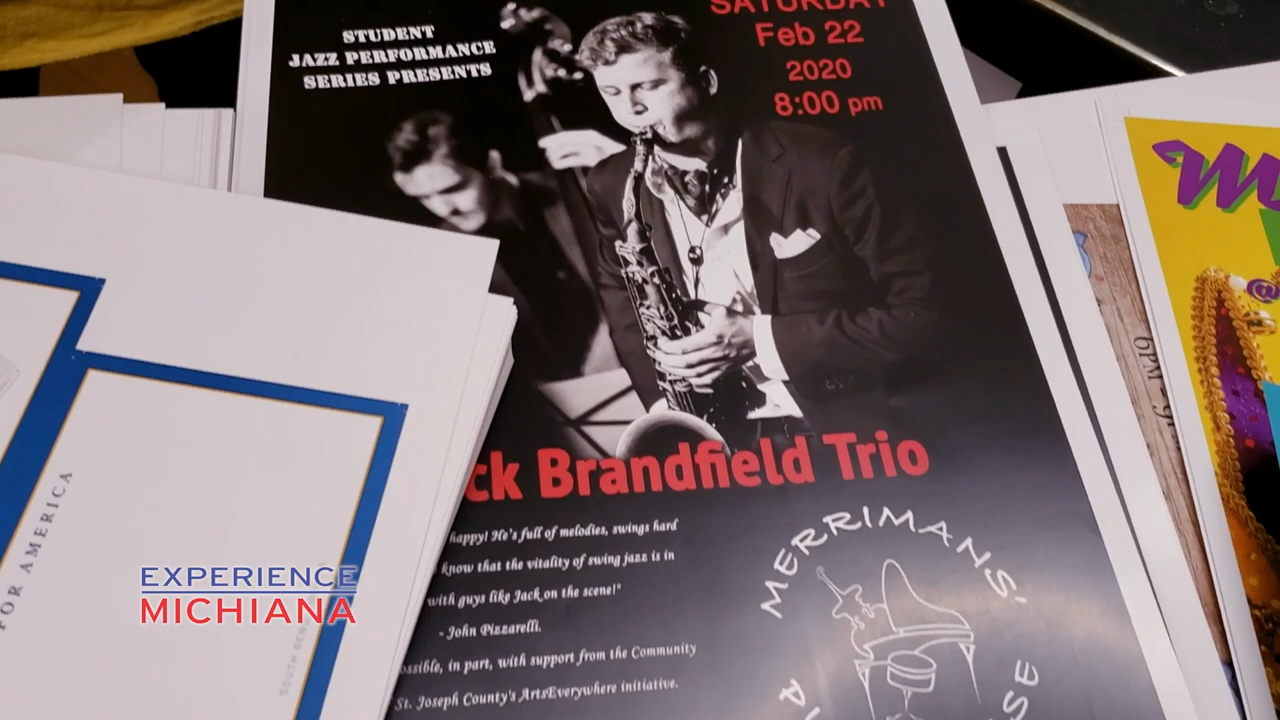 STUDENT
JAZZ PERFORMANCE
SERIES PRESENTS
SATURDAY
Feb 22
2020
8:00 pm
ck Brandfield Trio
happy! He's full of melodies, swings hard
know that the vitality of swing jazz is in
with guys like Jack on the scene!"
- John Pizzarelli.
ossible, in part, with support from the Community
St. Joseph County's ArtsEverywhere initiative.
MERRIMANS'
FOR AMERICA
SOUTH BEN
EXPERIENCE
MICHIANA
6PM
@